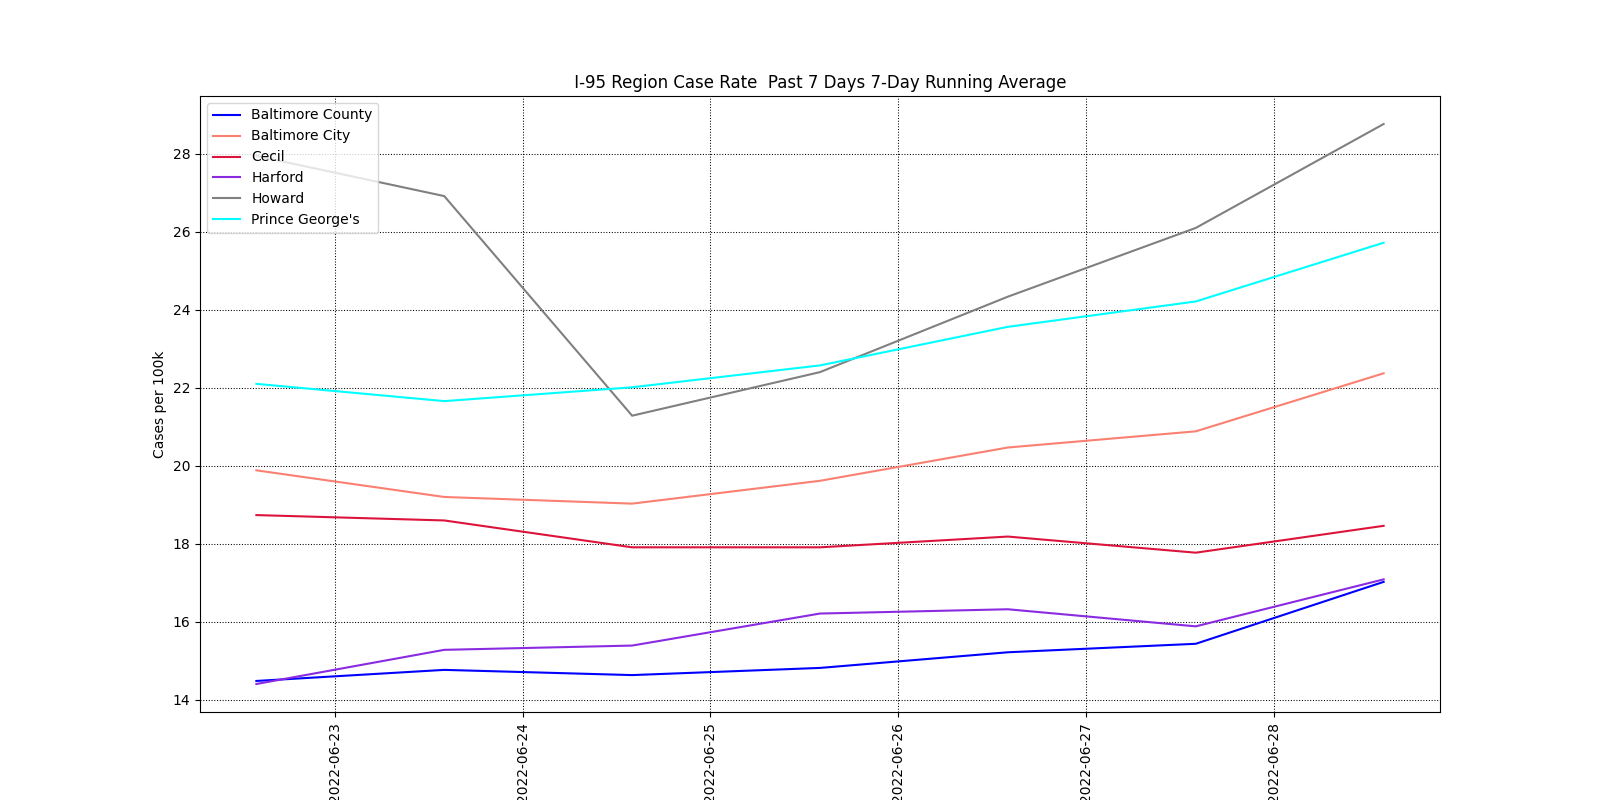 I-95 Region Case Rate  Past 7 Days 7-Day Running Average
Baltimore County
Baltimore City
Cecil
Harford
Howard
Prince George's
Cases per 100k
28
26
24
22
20
18
16
14
2022-06-23
2022-06-24
2022-06-25
2022-06-26
2022-06-27
2022-06-28